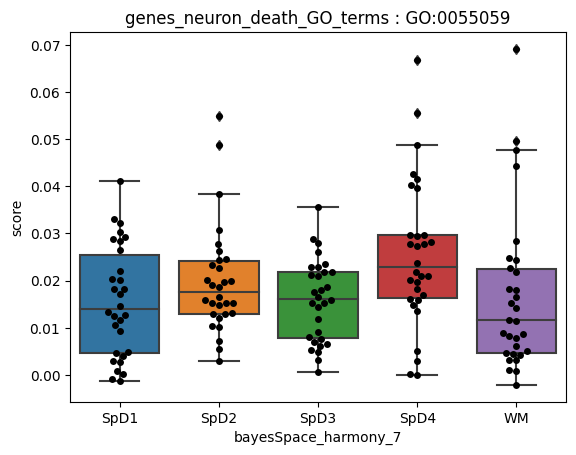 genes_neuron_death_GO_terms : GO:0055059
0.07
0.06
0.05
0.04
0.03
0.02
0.01
0.00
score
SpD1 SpD2 SpD3 SpD4 WM
bayesSpace_harmony_7